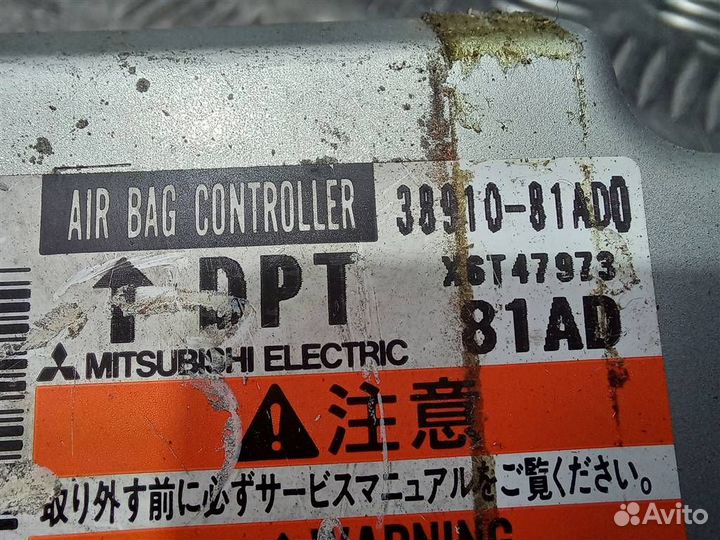 AIR BAG CONTROLLER 38910-81AD0
DPT X6T47973
81AD
MITSUBISHI ELECTRIC
注意
取り外す前に必ずサービスマニュアルをご覧ください。
WARNING
Avito